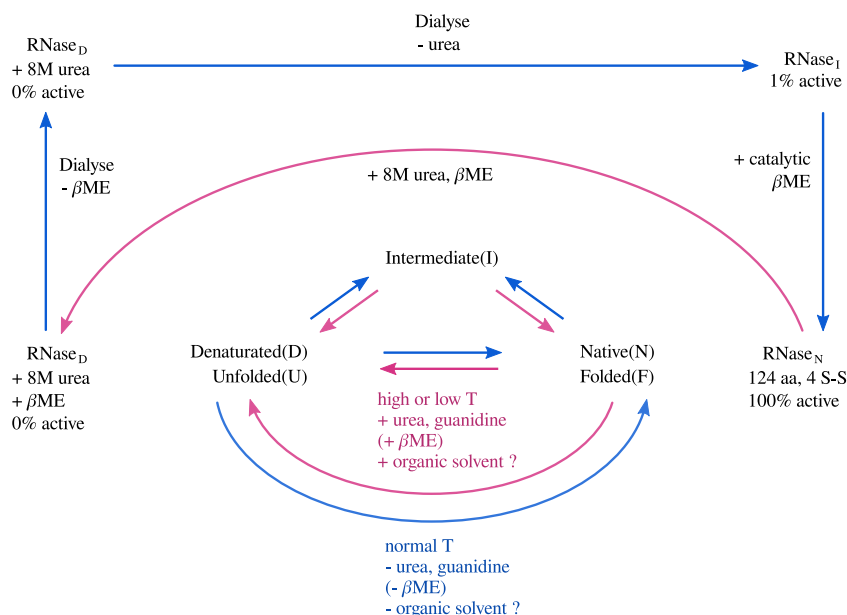 Dialyse
- urea
RNase_D
+ 8M urea
0% active
RNase_I
1% active
Dialyse
- βME
+ 8M urea, βME
+ catalytic
βME
Intermediate(I)
RNase_D
+ 8M urea
+ βME
0% active
Denaturated(D)
Unfolded(U)
Native(N)
Folded(F)
RNase_N
124 aa, 4 S-S
100% active
high or low T
+ urea, guanidine
(+ βME)
+ organic solvent ?
normal T
- urea, guanidine
(- βME)
- organic solvent ?